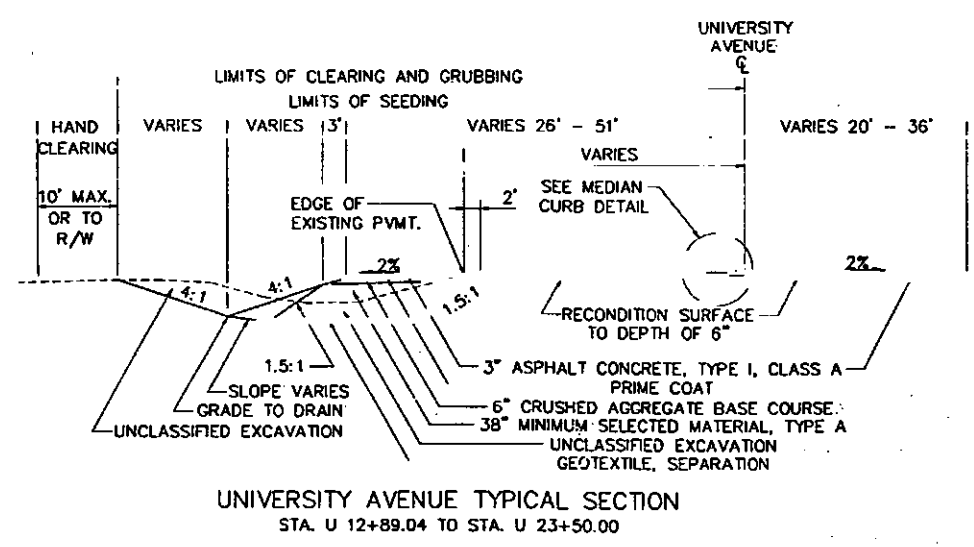 UNIVERSITY
AVENUE
℄
LIMITS OF CLEARING AND GRUBBING
LIMITS OF SEEDING
HAND
CLEARING
VARIES
VARIES
3'
VARIES 26' - 51'
VARIES 20' - 36'
VARIES
10' MAX.
OR TO
R/W
EDGE OF
EXISTING PVMT.
2'
SEE MEDIAN
CURB DETAIL
2%
2%
4:1
4:1
1.5:1
RECONDITION SURFACE
TO DEPTH OF 6"
1.5:1
3" ASPHALT CONCRETE, TYPE I, CLASS A
PRIME COAT
SLOPE VARIES
6" CRUSHED AGGREGATE BASE COURSE
GRADE TO DRAIN
38" MINIMUM SELECTED MATERIAL, TYPE A
UNCLASSIFIED EXCAVATION
UNCLASSIFIED EXCAVATION
GEOTEXTILE, SEPARATION
UNIVERSITY AVENUE TYPICAL SECTION
STA. U 12+89.04 TO STA. U 23+50.00